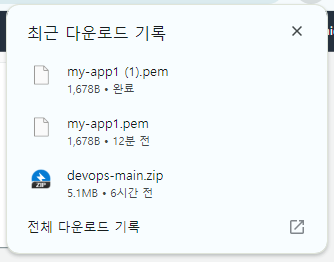 최근 다운로드 기록
my-app1 (1).pem
1,678B • 완료
my-app1.pem
1,678B • 12분 전
ZIP
devops-main.zip
5.1MB • 6시간 전
전체 다운로드 기록